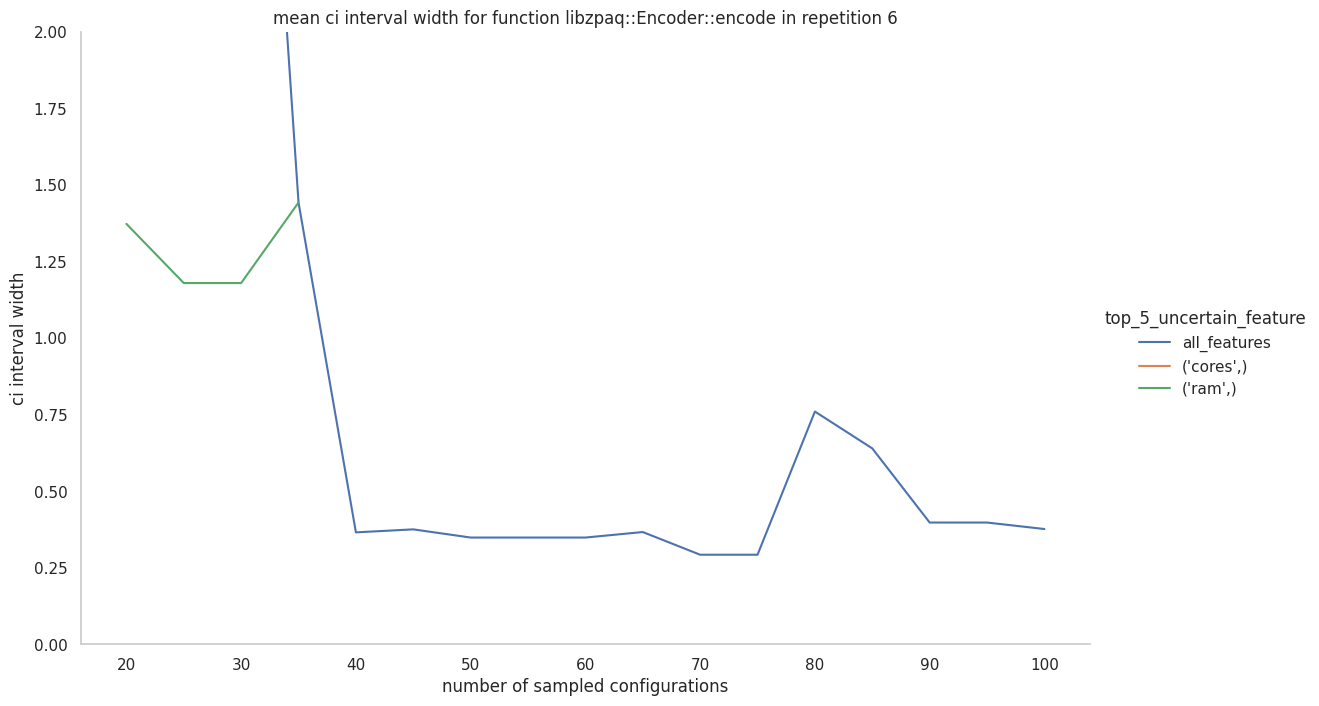 mean ci interval width for function libzpaq::Encoder::encode in repetition 6
2.00
1.75
1.50
1.25
1.00
0.75
0.50
0.25
0.00
ci interval width
20 30 40 50 60 70 80 90 100
number of sampled configurations
top_5_uncertain_feature
all_features
('cores',)
('ram',)